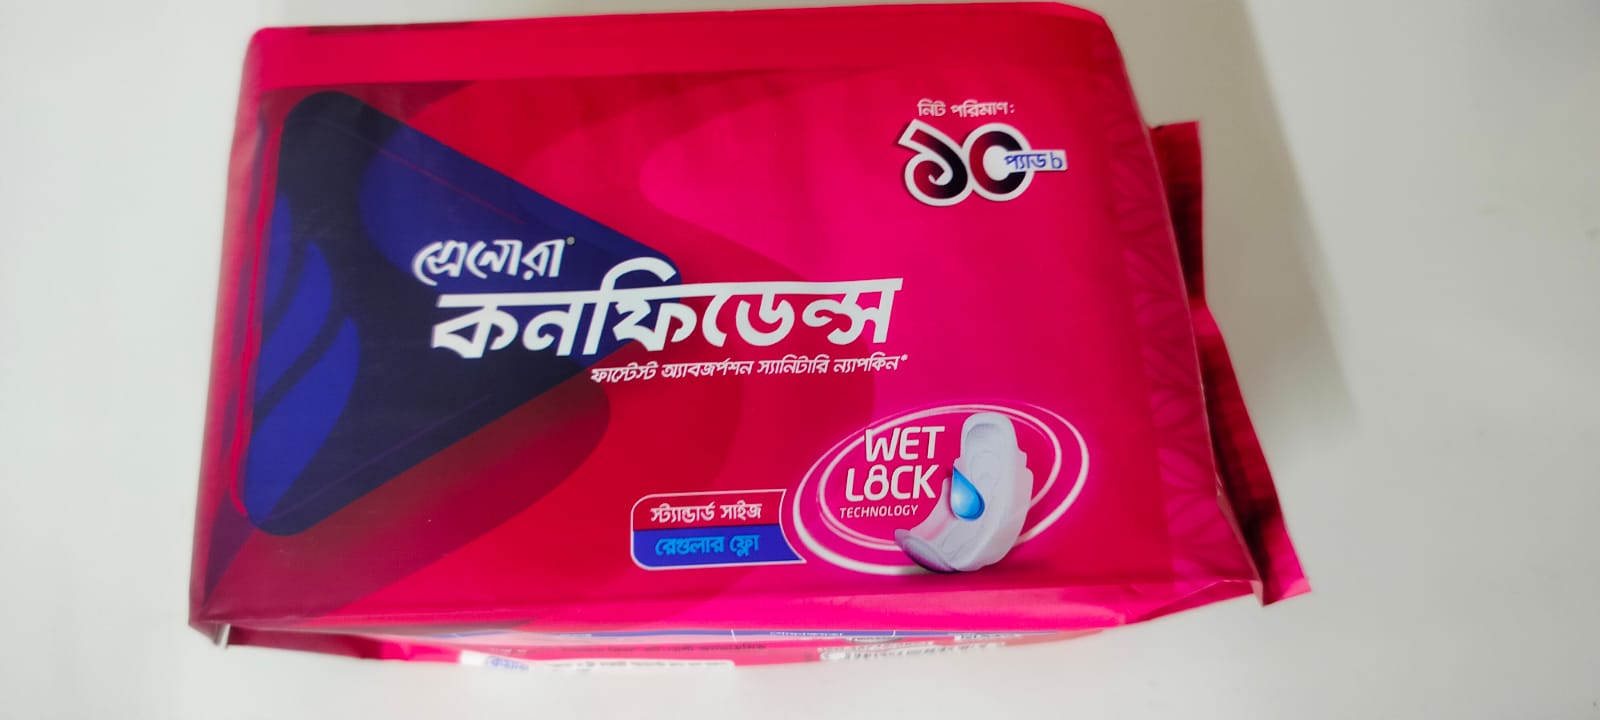 নিট পরিমাণ:
১০
প্যাড b
সেনোরা®
কনফিডেন্স
ফাস্টেস্ট অ্যাবজর্পশন স্যানিটারি ন্যাপকিন*
WET
LOCK
TECHNOLOGY
স্ট্যান্ডার্ড সাইজ
রেগুলার ফ্লো